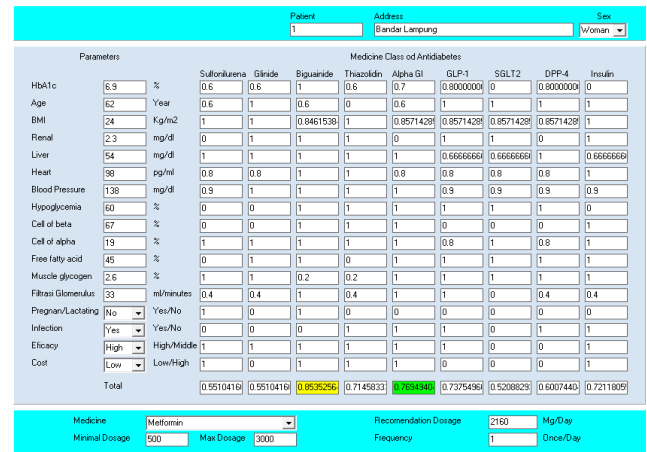 Patient Address Sex
1 Bandar Lampung Woman
Parameters Medicine Class od Antidiabetes
Sulfonilurena Glinide Biguainide Thiazolidin Alpha GI GLP-1 SGLT2 DPP-4 Insulin
HbA1c 6.9 % 0.6 0.6 1 0.6 0.7 0.8000000 0 0.8000000 0
Age 62 Year 0.6 1 0.6 0 0.6 1 1 1 1
BMI 24 Kg/m2 1 1 0.8461538 1 0.8571428 0.8571428 0.8571428 0.8571428 1
Renal 2.3 mg/dl 0 1 0 1 1 0 1 0 1
Liver 54 mg/dl 1 1 1 1 1 0.6666666 0.6666666 1 0.6666666
Heart 98 pg/ml 0.8 0.8 1 1 0.8 0.8 0.8 0.8 1
Blood Pressure 138 mg/dl 0.9 1 1 1 1 0.9 0.9 0.9 0.9
Hypoglycemia 60 % 0 0 1 1 1 1 1 1 0
Cell of beta 67 % 0 0 1 1 1 1 1 1 1
Cell of alpha 19 % 1 1 1 1 1 0.8 1 0.8 1
Free fatty acid 45 % 1 1 1 0 1 1 1 1 1
Muscle glycogen 2.6 % 1 1 0.2 0.2 1 1 1 1 1
Filtrasi Glomerulus 33 ml/minutes 0.4 0.4 1 0.4 1 1 0 0.4 0.4
Pregnan/Lactating No Yes/No 1 0 1 0 0 0 0 0 1
Infection Yes Yes/No 0 0 0 1 1 1 0 0 1
Eficacy High High/Middle 1 1 1 1 1 1 1 1 1
Cost Low Low/High 1 0 1 1 1 0 0 0 0
Total 0.5510416 0.5510416 0.8535256 0.7145833 0.7694940 0.7375496 0.5208829 0.6007440 0.7211805
Medicine Metformin Recomendation Dosage 2160 Mg/Day
Minimal Dosage 500 Max Dosage 3000 Frequency 1 Once/Day